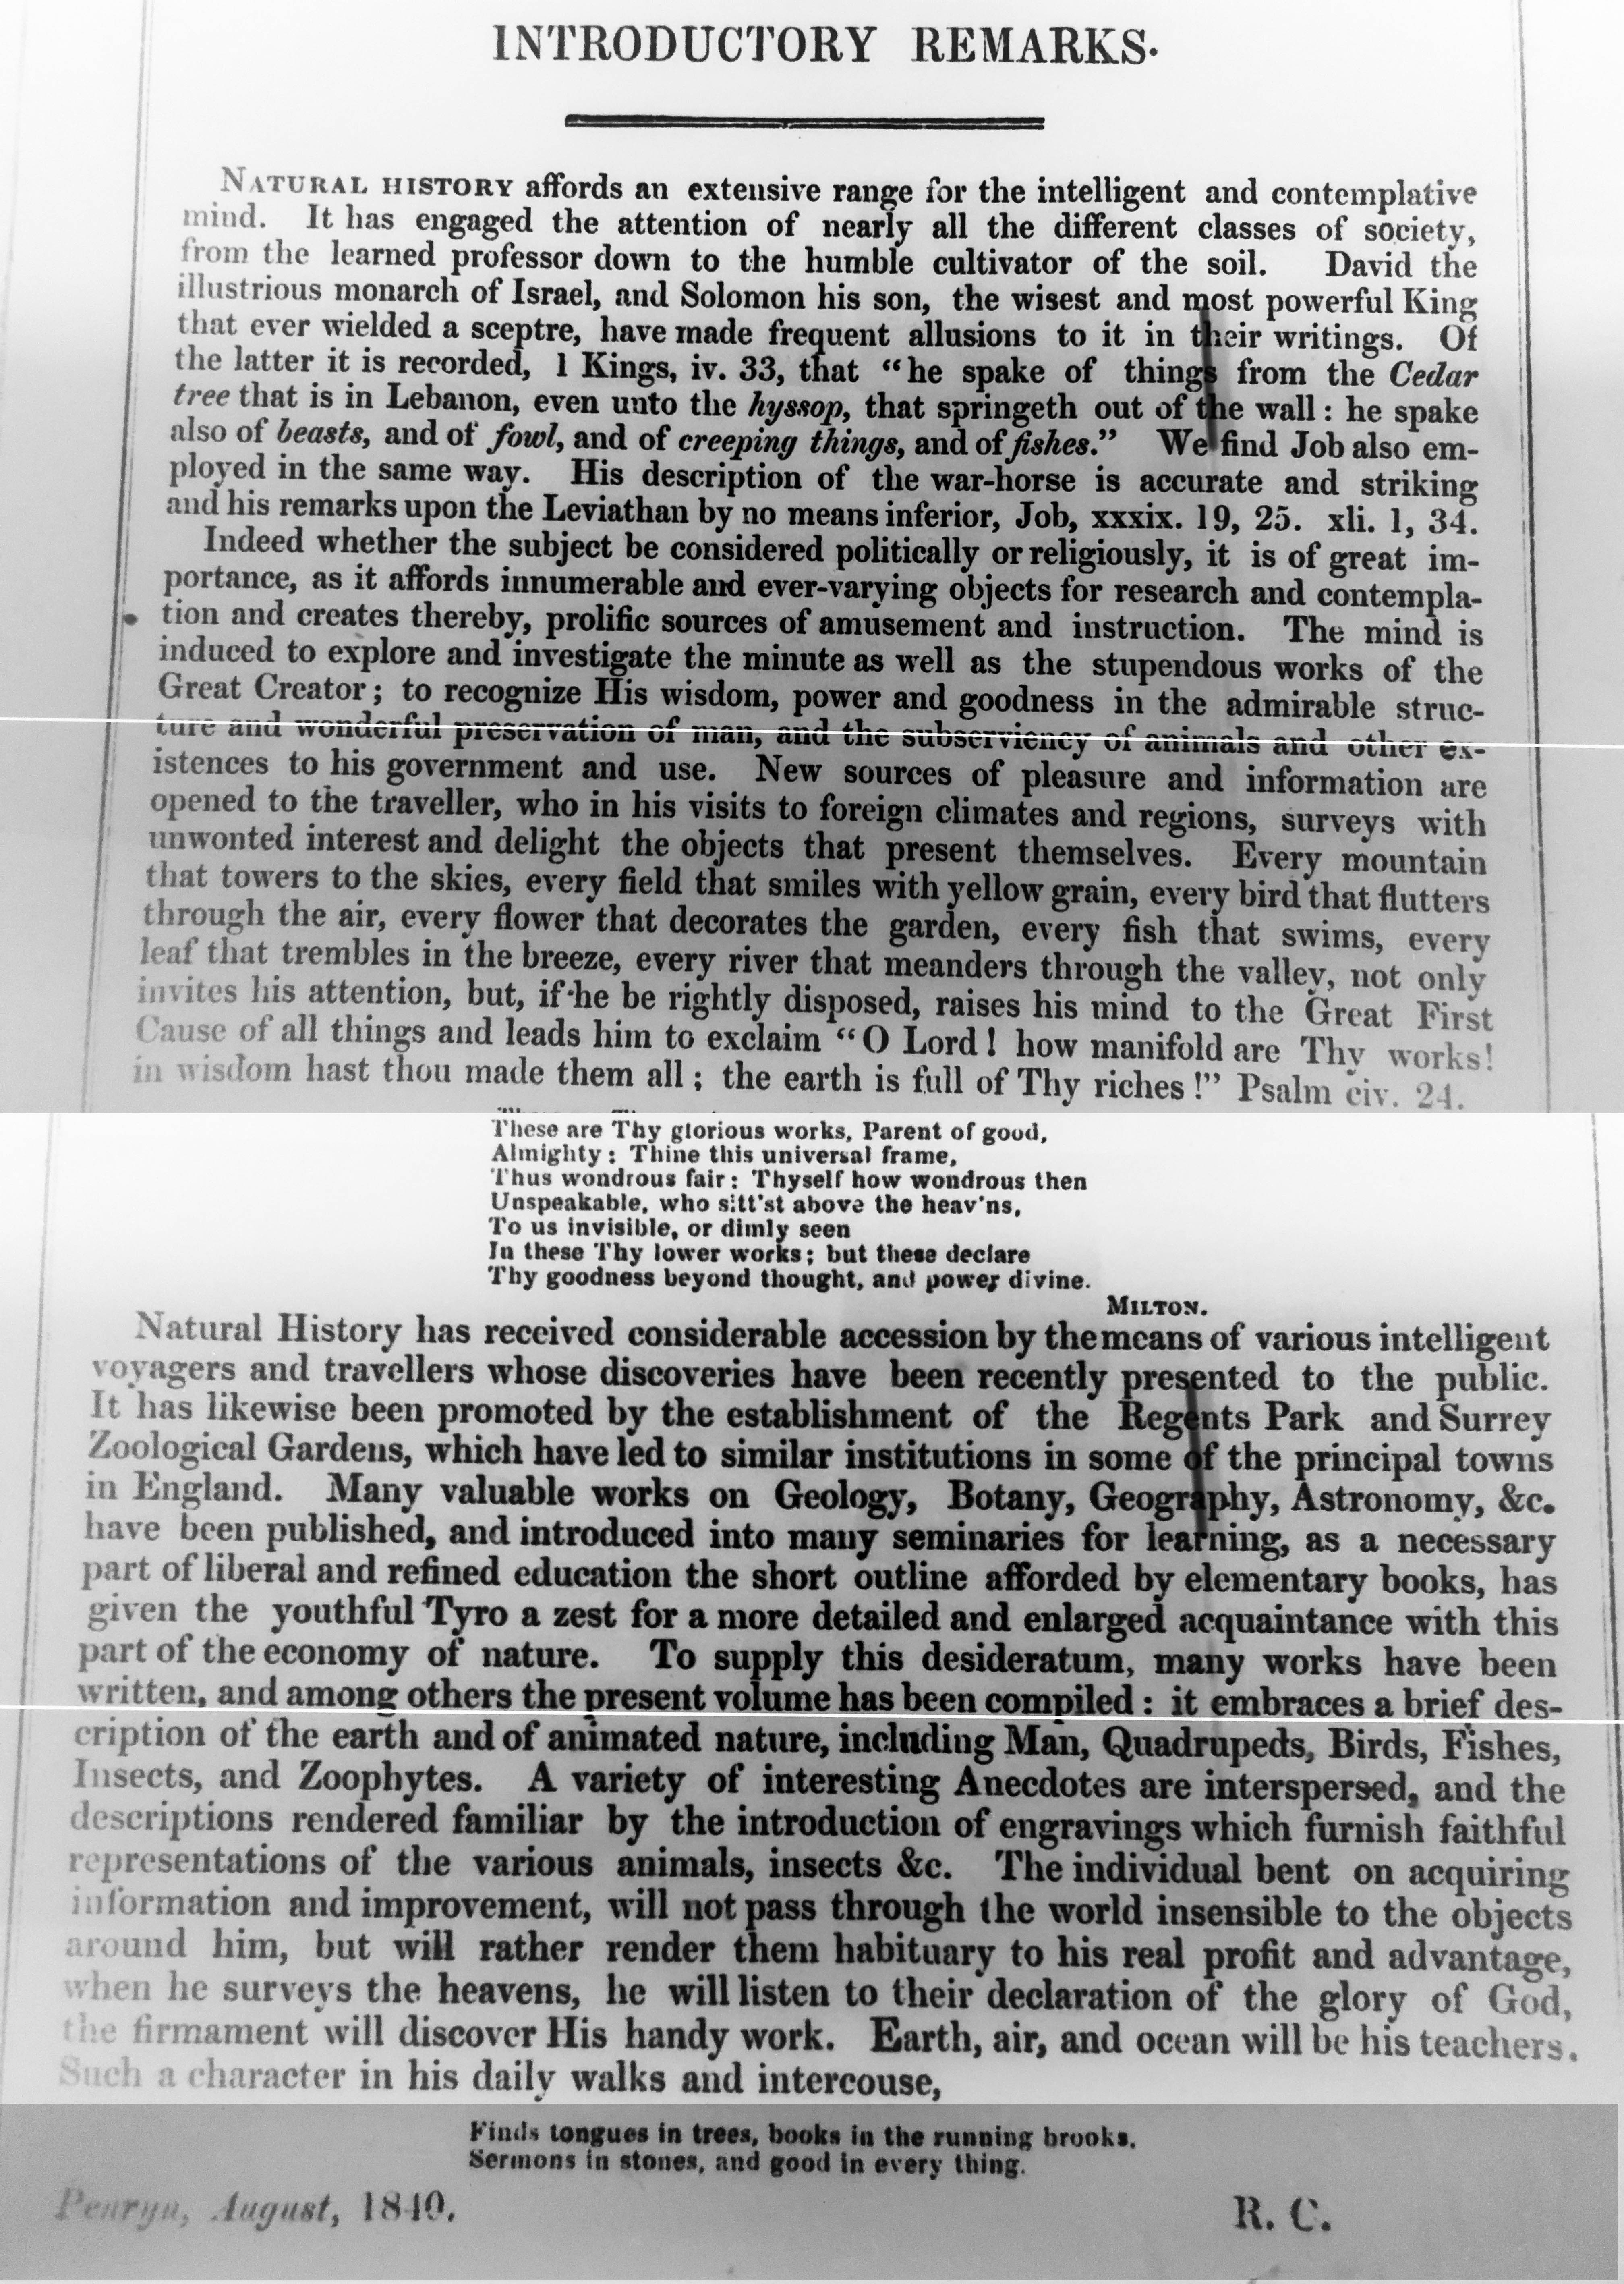 INTRODUCTORY REMARKS.
NATURAL HISTORY affords an extensive range for the intelligent and contemplative
mind. It has engaged the attention of nearly all the different classes of society,
from the learned professor down to the humble cultivator of the soil. David the
illustrious monarch of Israel, and Solomon his son, the wisest and most powerful King
that ever wielded a sceptre, have made frequent allusions to it in their writings. Of
the latter it is recorded, 1 Kings, iv. 33, that "he spake of things from the Cedar
tree that is in Lebanon, even unto the hyssop, that springeth out of the wall: he spake
also of beasts, and of fowl, and of creeping things, and of fishes." We find Job also em-
ployed in the same way. His description of the war-horse is accurate and striking
and his remarks upon the Leviathan by no means inferior, Job, xxxix. 19, 25. xli. 1, 34.
Indeed whether the subject be considered politically or religiously, it is of great im-
portance, as it affords innumerable and ever-varying objects for research and contempla-
tion and creates thereby, prolific sources of amusement and instruction. The mind is
induced to explore and investigate the minute as well as the stupendous works of the
Great Creator; to recognize His wisdom, power and goodness in the admirable struc-
ture and wonderful preservation of man, and the subserviency of animals and other ex-
istences to his government and use. New sources of pleasure and information are
opened to the traveller, who in his visits to foreign climates and regions, surveys with
unwonted interest and delight the objects that present themselves. Every mountain
that towers to the skies, every field that smiles with yellow grain, every bird that flutters
through the air, every flower that decorates the garden, every fish that swims, every
leaf that trembles in the breeze, every river that meanders through the valley, not only
invites his attention, but, if he be rightly disposed, raises his mind to the Great First
Cause of all things and leads him to exclaim "O Lord! how manifold are Thy works!
in wisdom hast thou made them all; the earth is full of Thy riches!" Psalm civ. 24.
These are Thy glorious works, Parent of good,
Almighty: Thine this universal frame,
Thus wondrous fair: Thyself how wondrous then
Unspeakable, who sitt'st above the heav'ns,
To us invisible, or dimly seen
In these Thy lower works; but these declare
Thy goodness beyond thought, and power divine.
MILTON.
Natural History has received considerable accession by the means of various intelligent
voyagers and travellers whose discoveries have been recently presented to the public.
It has likewise been promoted by the establishment of the Regents Park and Surrey
Zoological Gardens, which have led to similar institutions in some of the principal towns
in England. Many valuable works on Geology, Botany, Geography, Astronomy, &c.
have been published, and introduced into many seminaries for learning, as a necessary
part of liberal and refined education the short outline afforded by elementary books, has
given the youthful Tyro a zest for a more detailed and enlarged acquaintance with this
part of the economy of nature. To supply this desideratum, many works have been
written, and among others the present volume has been compiled: it embraces a brief des-
cription of the earth and of animated nature, including Man, Quadrupeds, Birds, Fishes,
Insects, and Zoophytes. A variety of interesting Anecdotes are interspersed, and the
descriptions rendered familiar by the introduction of engravings which furnish faithful
representations of the various animals, insects &c. The individual bent on acquiring
information and improvement, will not pass through the world insensible to the objects
around him, but will rather render them habituary to his real profit and advantage,
when he surveys the heavens, he will listen to their declaration of the glory of God,
the firmament will discover His handy work. Earth, air, and ocean will be his teachers.
Such a character in his daily walks and intercouse,
Finds tongues in trees, books in the running brooks,
Sermons in stones, and good in every thing.
Penryn, August, 1840. R. C.